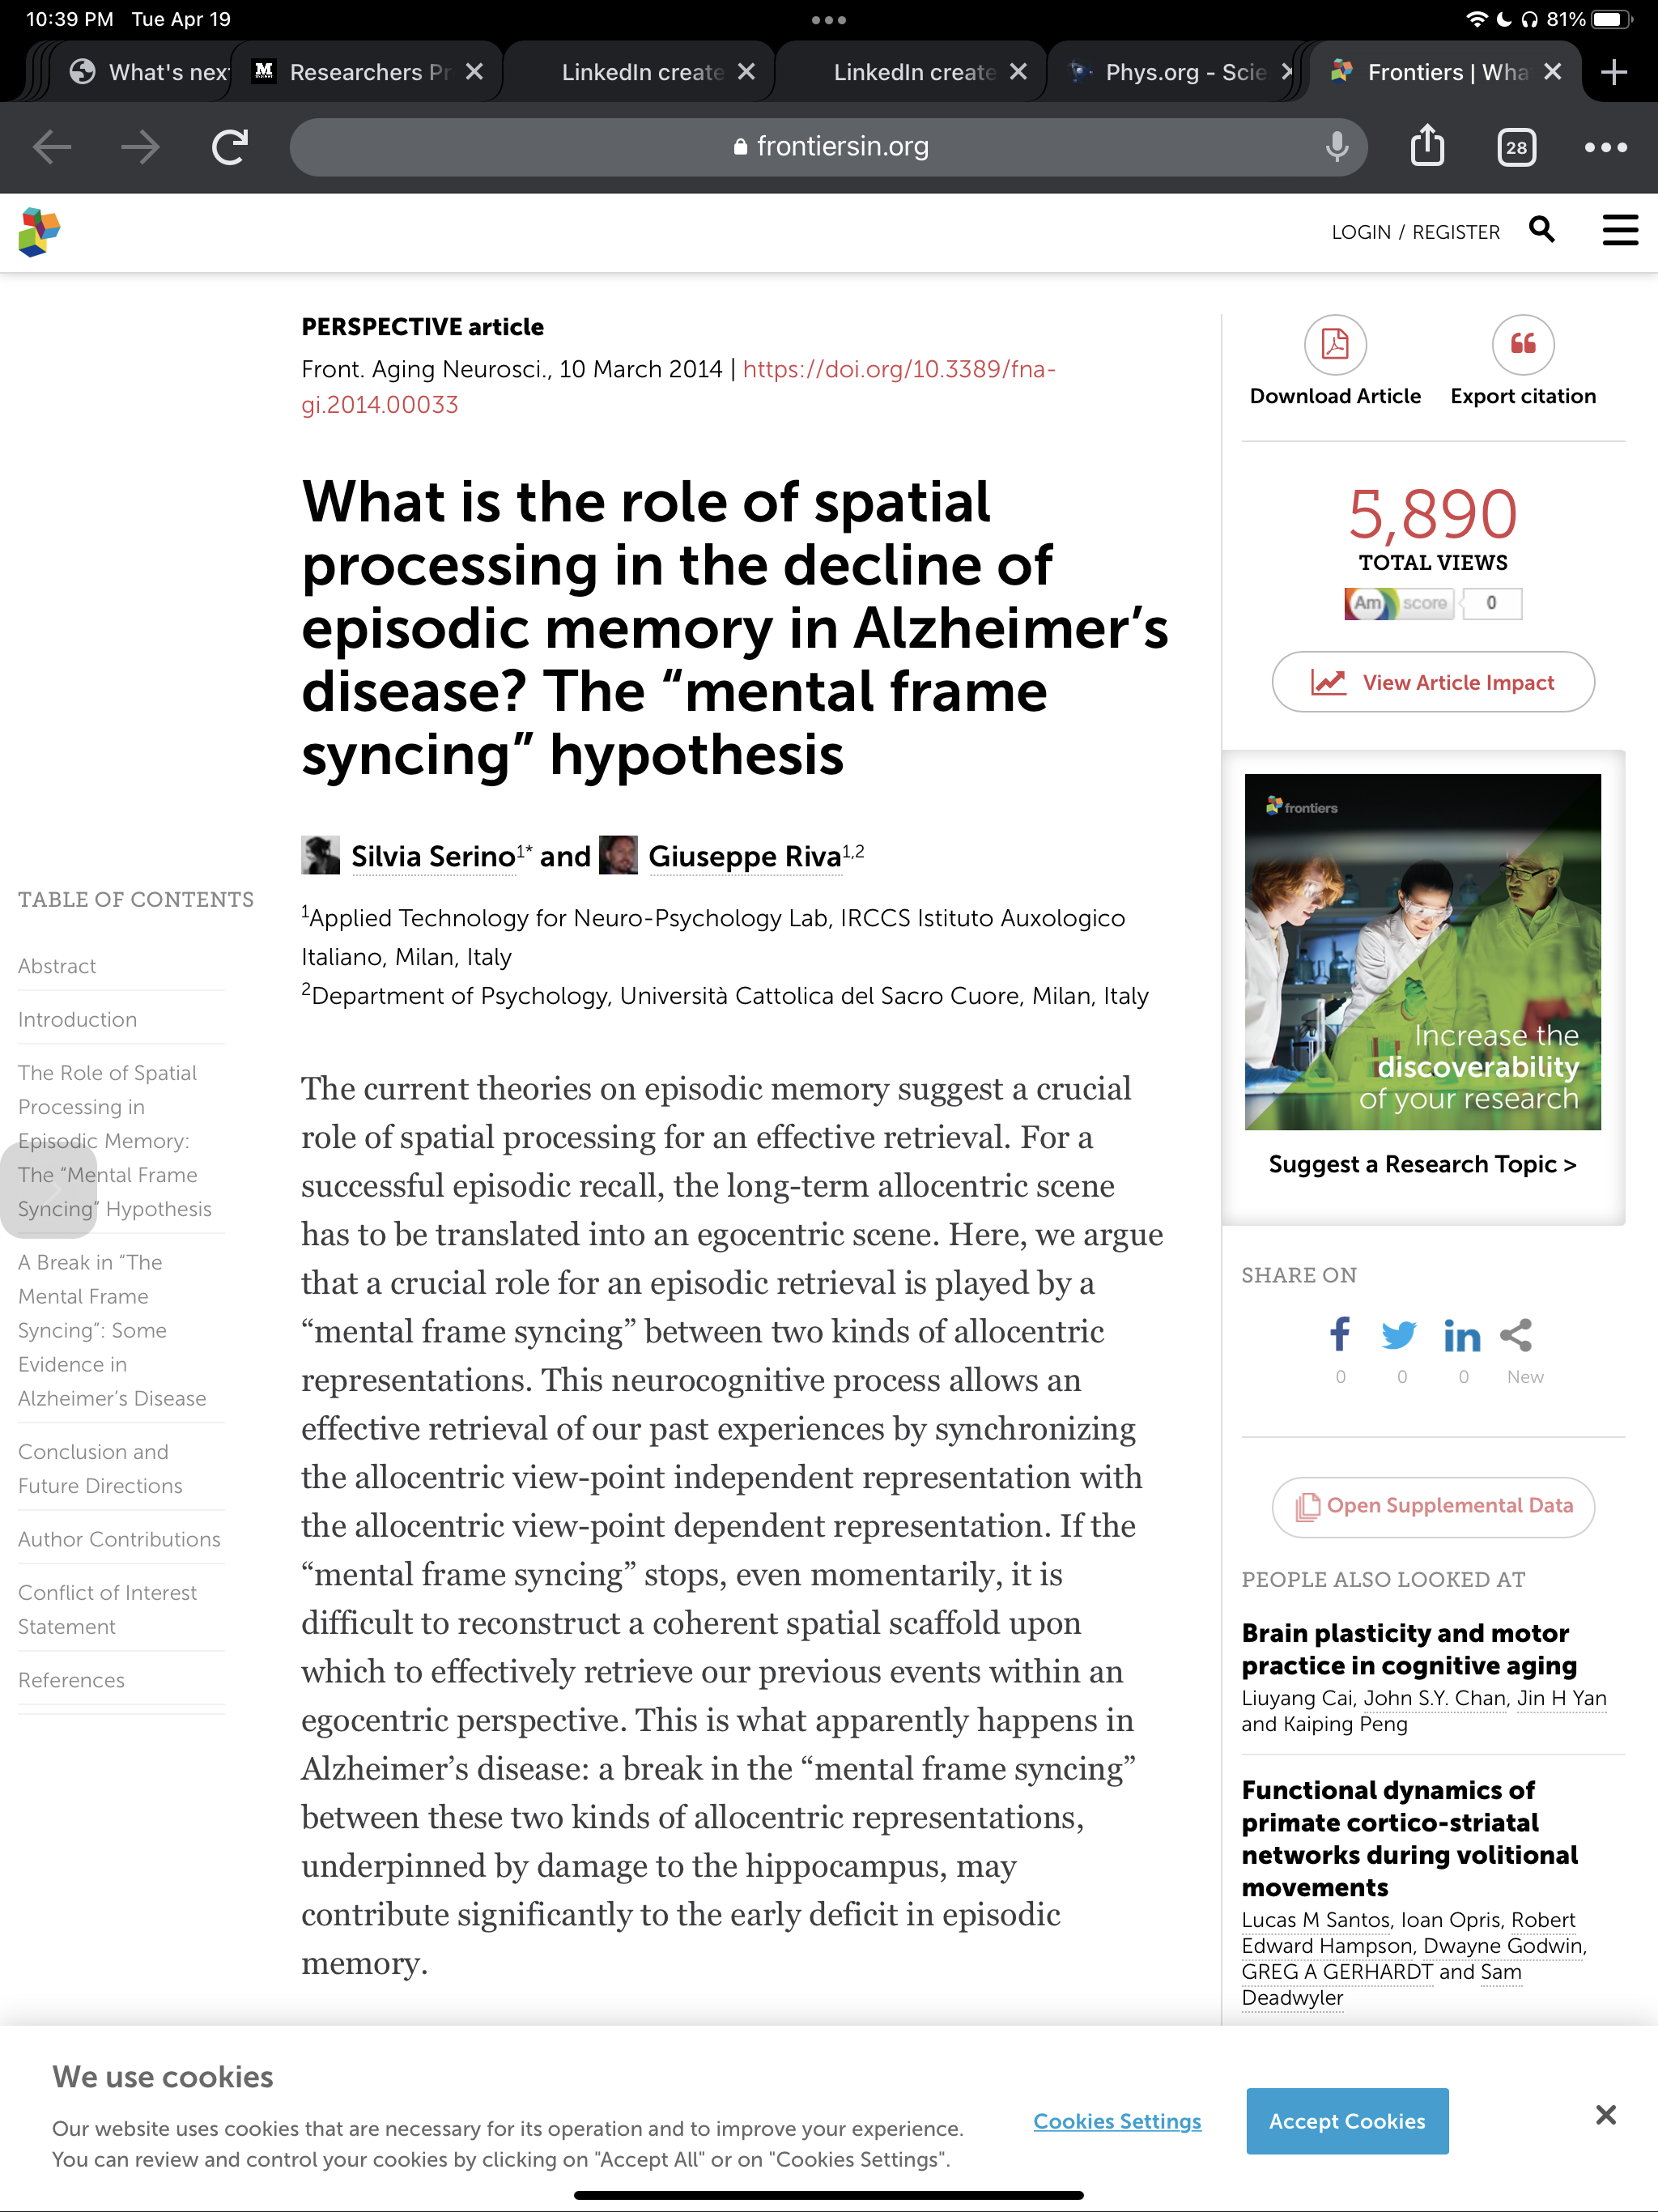 10:39 PM Tue Apr 19
81%
What's nex
Researchers Pr
LinkedIn create
LinkedIn create
Phys.org - Scie
Frontiers | Wha
frontiersin.org
28
LOGIN / REGISTER
PERSPECTIVE article
Front. Aging Neurosci., 10 March 2014 | https://doi.org/10.3389/fna-
gi.2014.00033
What is the role of spatial
processing in the decline of
episodic memory in Alzheimer's
disease? The “mental frame
syncing” hypothesis
Silvia Serino1* and Giuseppe Riva1,2
1Applied Technology for Neuro-Psychology Lab, IRCCS Istituto Auxologico
Italiano, Milan, Italy
2Department of Psychology, Università Cattolica del Sacro Cuore, Milan, Italy
The current theories on episodic memory suggest a crucial
role of spatial processing for an effective retrieval. For a
successful episodic recall, the long-term allocentric scene
has to be translated into an egocentric scene. Here, we argue
that a crucial role for an episodic retrieval is played by a
“mental frame syncing” between two kinds of allocentric
representations. This neurocognitive process allows an
effective retrieval of our past experiences by synchronizing
the allocentric view-point independent representation with
the allocentric view-point dependent representation. If the
“mental frame syncing” stops, even momentarily, it is
difficult to reconstruct a coherent spatial scaffold upon
which to effectively retrieve our previous events within an
egocentric perspective. This is what apparently happens in
Alzheimer’s disease: a break in the “mental frame syncing”
between these two kinds of allocentric representations,
underpinned by damage to the hippocampus, may
contribute significantly to the early deficit in episodic
memory.
TABLE OF CONTENTS
Abstract
Introduction
The Role of Spatial
Processing in
Episodic Memory:
The “Mental Frame
Syncing” Hypothesis
A Break in “The
Mental Frame
Syncing”: Some
Evidence in
Alzheimer’s Disease
Conclusion and
Future Directions
Author Contributions
Conflict of Interest
Statement
References
Download Article
Export citation
5,890
TOTAL VIEWS
Am score 0
View Article Impact
frontiers
Increase the
discoverability
of your research
Suggest a Research Topic >
SHARE ON
0 0 0 New
Open Supplemental Data
PEOPLE ALSO LOOKED AT
Brain plasticity and motor
practice in cognitive aging
Liuyang Cai, John S.Y. Chan, Jin H Yan
and Kaiping Peng
Functional dynamics of
primate cortico-striatal
networks during volitional
movements
Lucas M Santos, Ioan Opris, Robert
Edward Hampson, Dwayne Godwin,
GREG A GERHARDT and Sam
Deadwyler
We use cookies
Our website uses cookies that are necessary for its operation and to improve your experience.
You can review and control your cookies by clicking on "Accept All" or on "Cookies Settings".
Cookies Settings
Accept Cookies